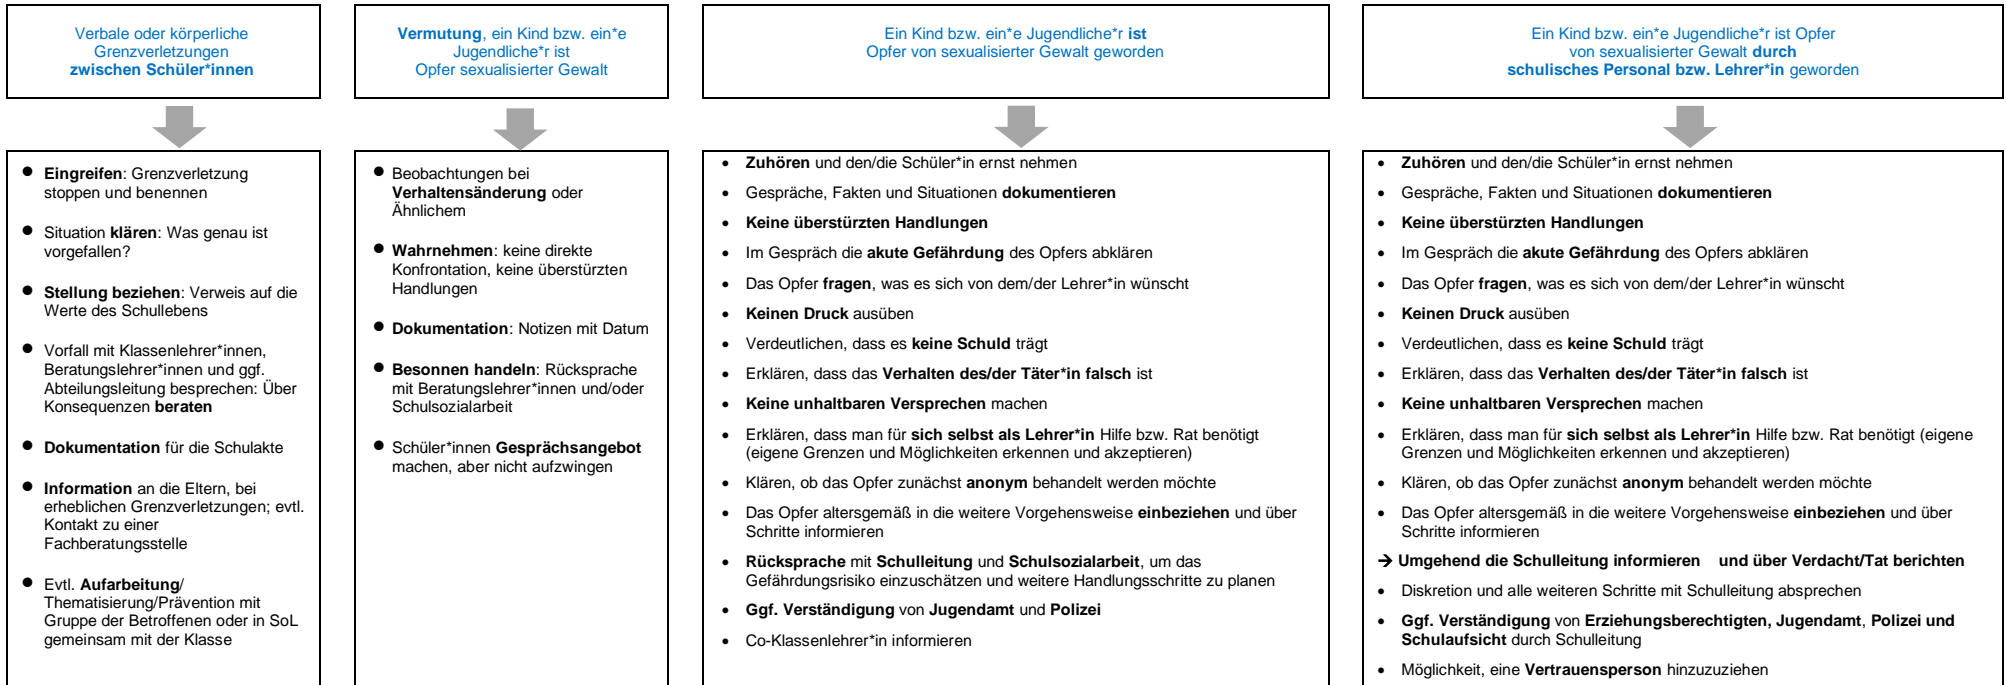 Verbale oder körperliche
Grenzverletzungen
zwischen Schüler*innen
Eingreifen: Grenzverletzung
stoppen und benennen
Situation klären: Was genau ist
vorgefallen?
Stellung beziehen: Verweis auf die
Werte des Schullebens
Vorfall mit Klassenlehrer*innen,
Beratungslehrer*innen und ggf.
Abteilungsleitung besprechen: Über
Konsequenzen beraten
Dokumentation für die Schulakte
Information an die Eltern, bei
erheblichen Grenzverletzungen; evtl.
Kontakt zu einer
Fachberatungsstelle
Evtl. Aufarbeitung/
Thematisierung/Prävention mit
Gruppe der Betroffenen oder in SoL
gemeinsam mit der Klasse
Vermutung, ein Kind bzw. ein*e
Jugendliche*r ist
Opfer sexualisierter Gewalt
Beobachtungen bei
Verhaltensänderung oder
Ähnlichem
Wahrnehmen: keine direkte
Konfrontation, keine überstürzten
Handlungen
Dokumentation: Notizen mit Datum
Besonnen handeln: Rücksprache
mit Beratungslehrer*innen und/oder
Schulsozialarbeit
Schüler*innen Gesprächsangebot
machen, aber nicht aufzwingen
Ein Kind bzw. ein*e Jugendliche*r ist
Opfer von sexualisierter Gewalt geworden
Zuhören und den/die Schüler*in ernst nehmen
Gespräche, Fakten und Situationen dokumentieren
Keine überstürzten Handlungen
Im Gespräch die akute Gefährdung des Opfers abklären
Das Opfer fragen, was es sich von dem/der Lehrer*in wünscht
Keinen Druck ausüben
Verdeutlichen, dass es keine Schuld trägt
Erklären, dass das Verhalten des/der Täter*in falsch ist
Keine unhaltbaren Versprechen machen
Erklären, dass man für sich selbst als Lehrer*in Hilfe bzw. Rat benötigt
(eigene Grenzen und Möglichkeiten erkennen und akzeptieren)
Klären, ob das Opfer zunächst anonym behandelt werden möchte
Das Opfer altersgemäß in die weitere Vorgehensweise einbeziehen und über
Schritte informieren
Rücksprache mit Schulleitung und Schulsozialarbeit, um das
Gefährdungsrisiko einzuschätzen und weitere Handlungsschritte zu planen
Ggf. Verständigung von Jugendamt und Polizei
Co-Klassenlehrer*in informieren
Ein Kind bzw. ein*e Jugendliche*r ist Opfer
von sexualisierter Gewalt durch
schulisches Personal bzw. Lehrer*in geworden
Zuhören und den/die Schüler*in ernst nehmen
Gespräche, Fakten und Situationen dokumentieren
Keine überstürzten Handlungen
Im Gespräch die akute Gefährdung des Opfers abklären
Das Opfer fragen, was es sich von dem/der Lehrer*in wünscht
Keinen Druck ausüben
Verdeutlichen, dass es keine Schuld trägt
Erklären, dass das Verhalten des/der Täter*in falsch ist
Keine unhaltbaren Versprechen machen
Erklären, dass man für sich selbst als Lehrer*in Hilfe bzw. Rat benötigt (eigene
Grenzen und Möglichkeiten erkennen und akzeptieren)
Klären, ob das Opfer zunächst anonym behandelt werden möchte
Das Opfer altersgemäß in die weitere Vorgehensweise einbeziehen und über
Schritte informieren
→ Umgehend die Schulleitung informieren und über Verdacht/Tat berichten
Diskretion und alle weiteren Schritte mit Schulleitung absprechen
Ggf. Verständigung von Erziehungsberechtigten, Jugendamt, Polizei und
Schulaufsicht durch Schulleitung
Möglichkeit, eine Vertrauensperson hinzuzuziehen